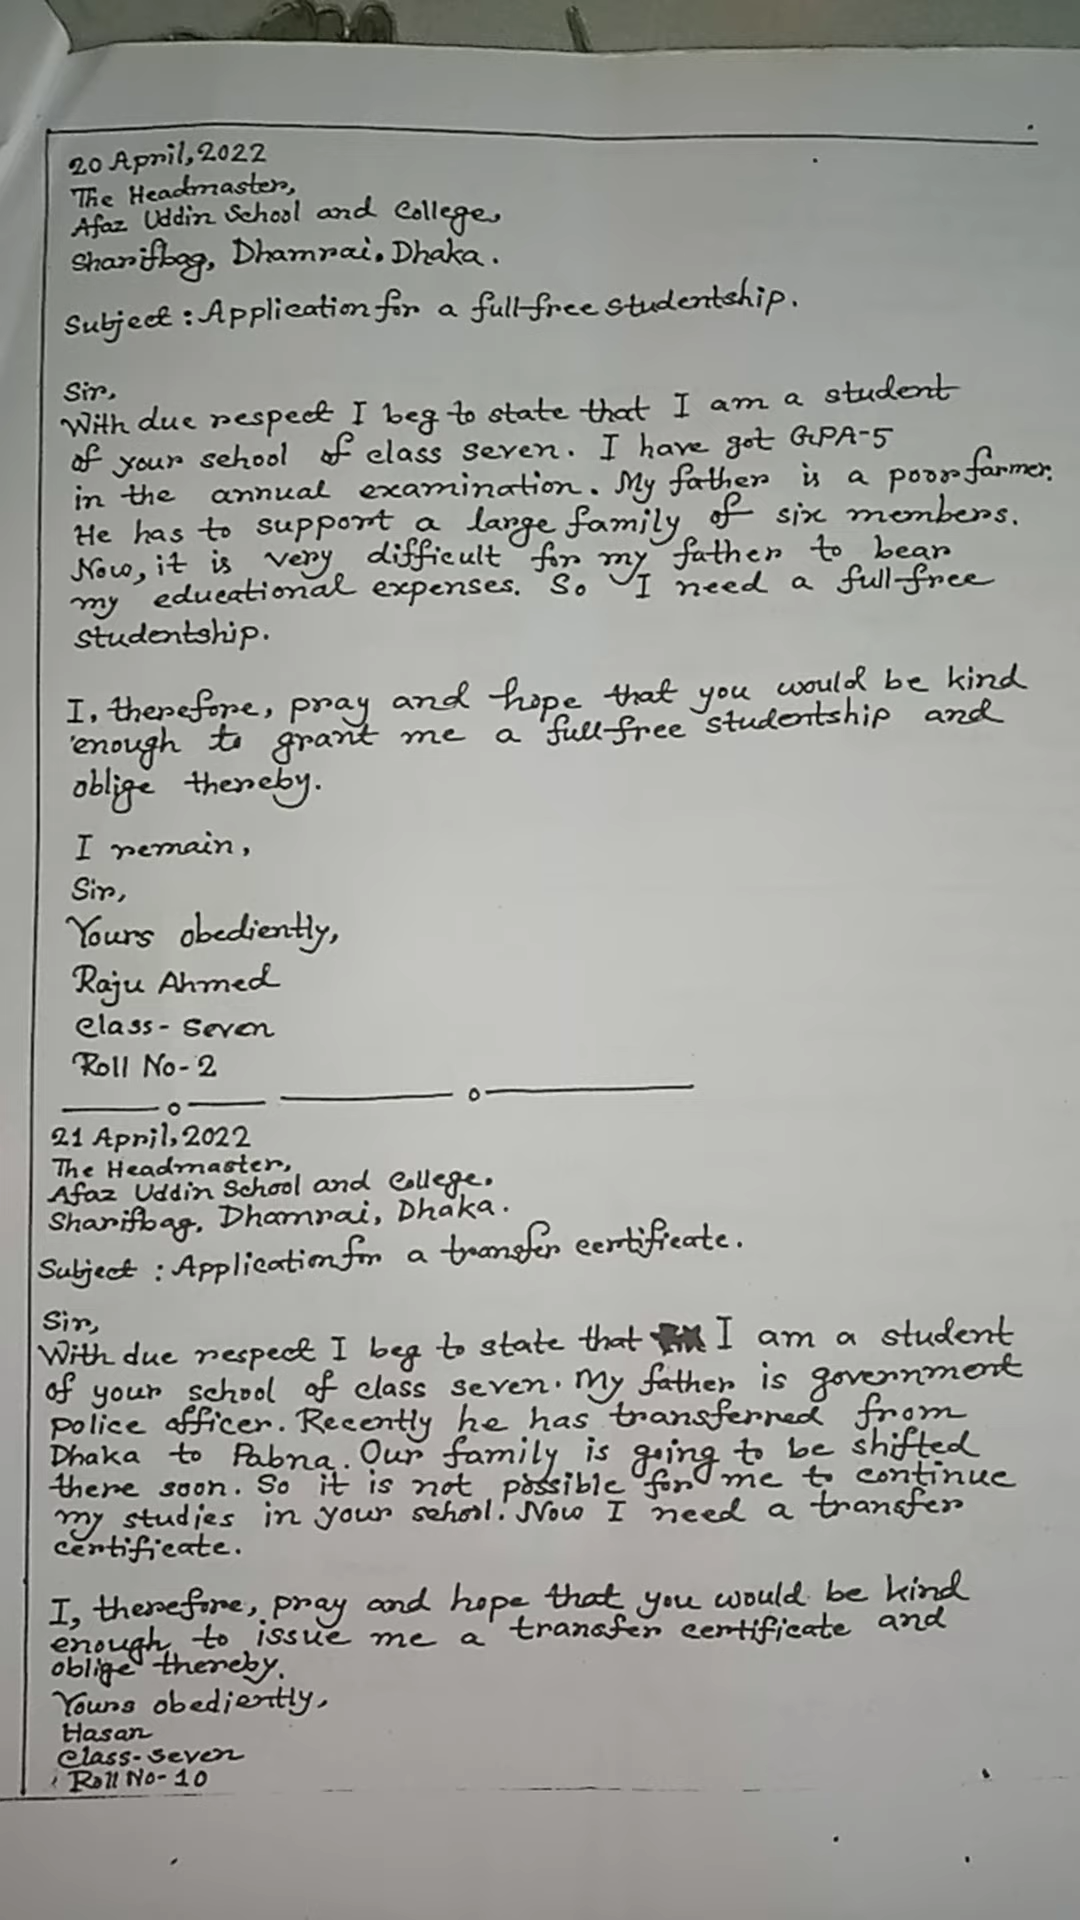 20 April, 2022
The Headmaster,
Afaz Uddin School and College,
Sharifbag, Dhamrai, Dhaka.
Subject : Application for a full-free studentship.
Sir,
With due respect I beg to state that I am a student
of your school of class seven. I have got GPA-5
in the annual examination. My father is a poor farmer.
He has to support a large family of six members.
Now, it is very difficult for my father to bear
my educational expenses. So I need a full-free
studentship.
I, therefore, pray and hope that you would be kind
enough to grant me a full-free studentship and
oblige thereby.
I remain,
Sir,
Yours obediently,
Raju Ahmed
Class- Seven
Roll No- 2
21 April, 2022
The Headmaster,
Afaz Uddin School and College.
Sharifbag, Dhamrai, Dhaka.
Subject : Application for a transfer certificate.
Sir,
With due respect I beg to state that I am a student
of your school of class seven. My father is government
police officer. Recently he has transferred from
Dhaka to Pabna. Our family is going to be shifted
there soon. So it is not possible for me to continue
my studies in your school. Now I need a transfer
certificate.
I, therefore, pray and hope that you would be kind
enough to issue me a transfer certificate and
oblige thereby.
Yours obediently,
Hasan
Class- Seven
Roll No- 10